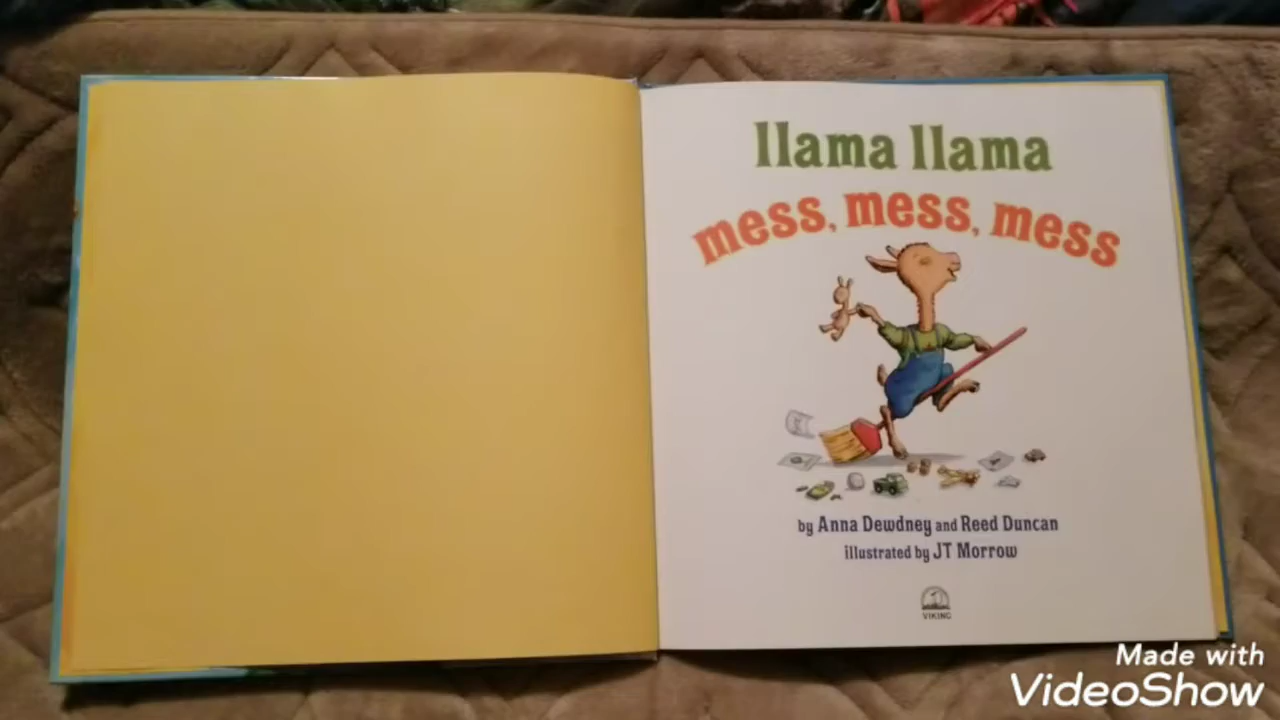 llama llama
mess, mess, mess
by Anna Dewdney and Reed Duncan
illustrated by JT Morrow
VIKING
Made with
VideoShow